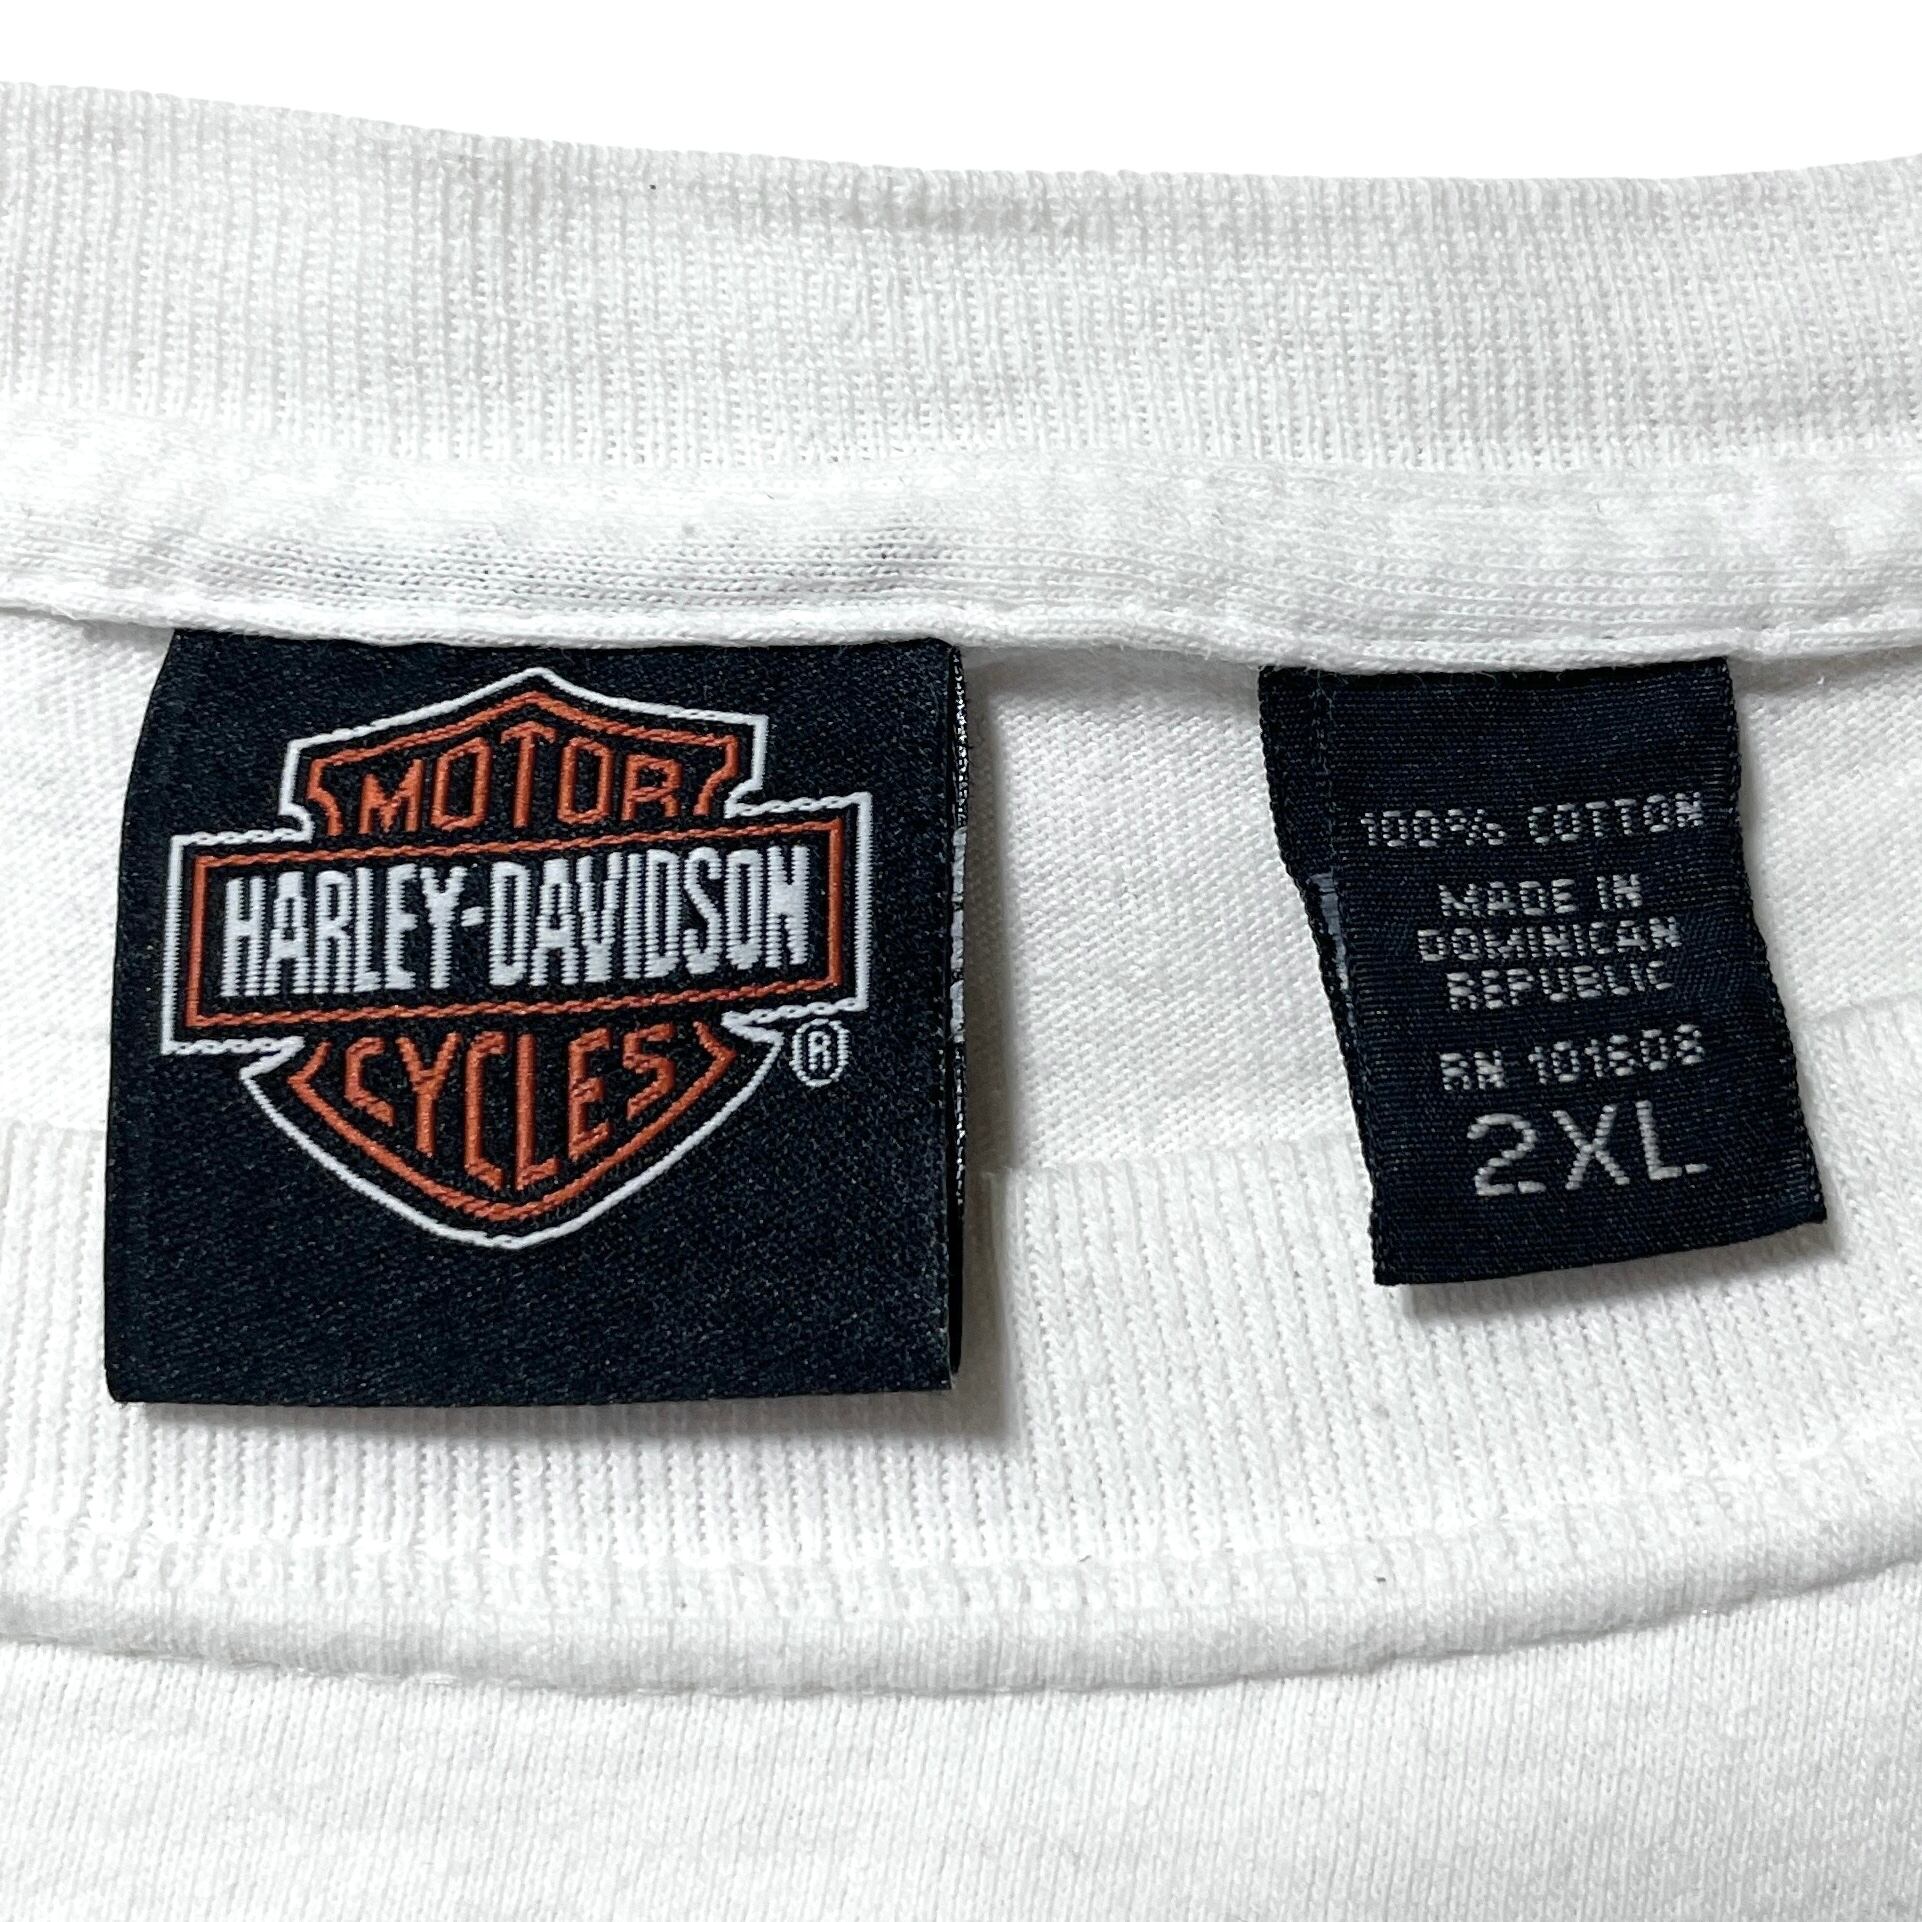 MOTOR
HARLEY-DAVIDSON
CYCLES
®
100% COTTON
MADE IN
DOMINICAN
REPUBLIC
RN 101608
2XL